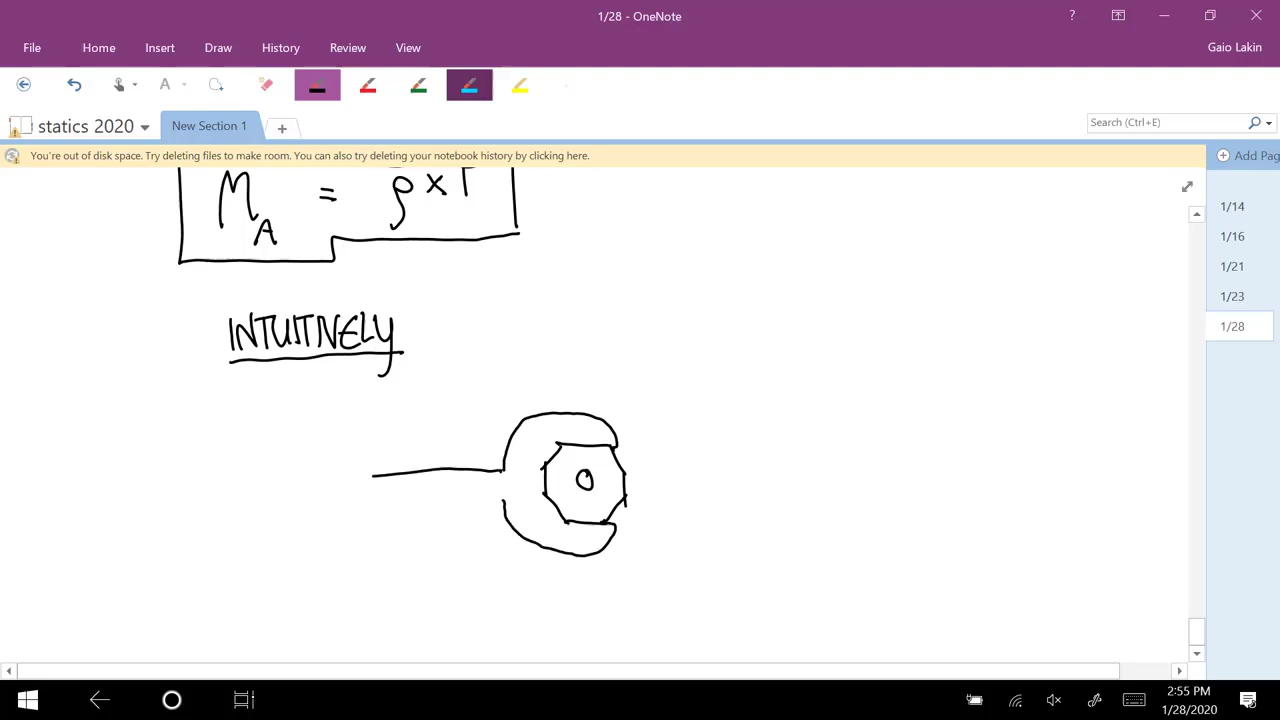 1/28 - OneNote
File Home Insert Draw History Review View Gaio Lakin
statics 2020 New Section 1 Search (Ctrl+E)
You're out of disk space. Try deleting files to make room. You can also try deleting your notebook history by clicking here.
Add Pag
1/14
1/16
1/21
1/23
1/28
M_A = ρ ×
INTUITIVELY
2:55 PM
1/28/2020